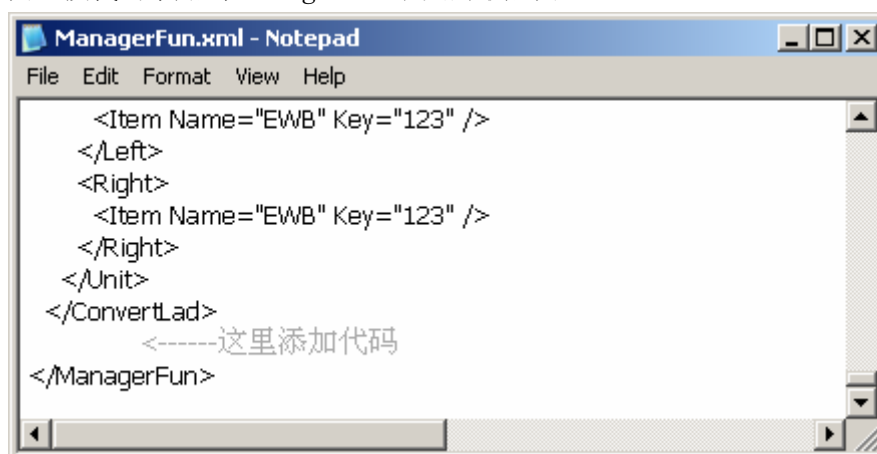 ManagerFun.xml - Notepad
File Edit Format View Help
<Item Name="EWB" Key="123" />
</Left>
<Right>
<Item Name="EWB" Key="123" />
</Right>
</Unit>
</ConvertLad>
<------这里添加代码
</ManagerFun>